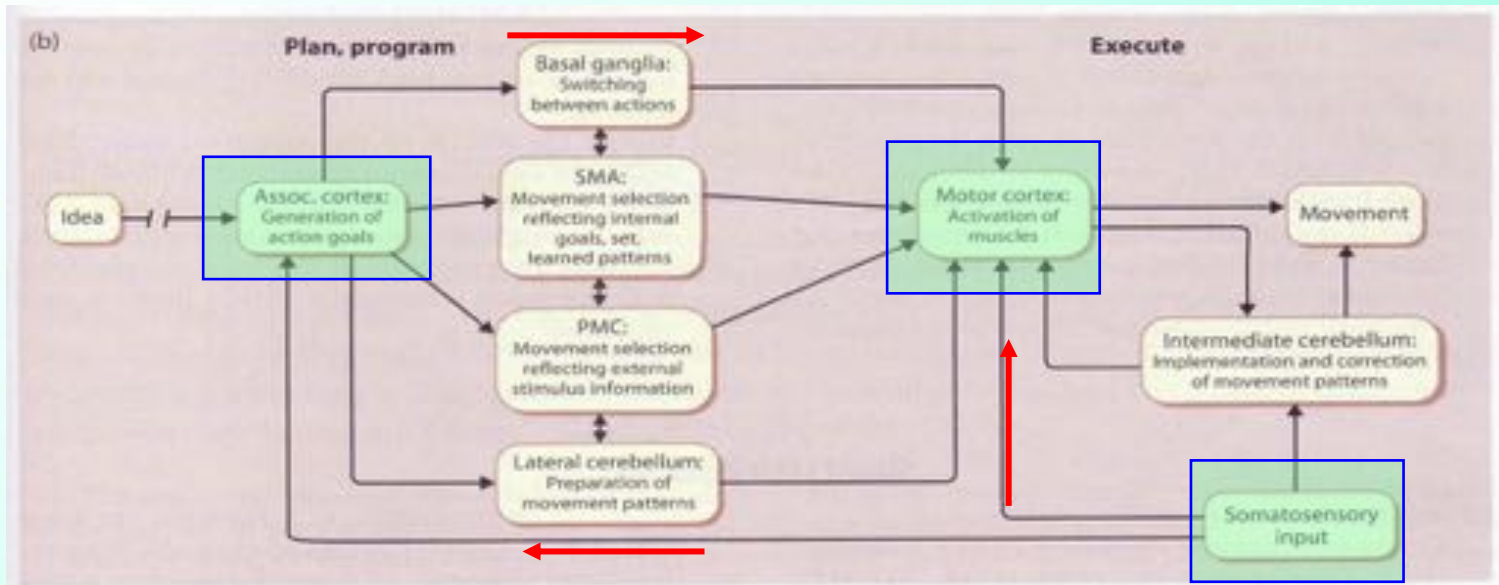 (b)
Plan, program
Execute
Basal ganglia:
Switching
between actions
Idea
Assoc. cortex:
Generation of
action goals
SMA:
Movement selection
reflecting internal
goals, set,
learned patterns
Motor cortex:
Activation of
muscles
Movement
PMC:
Movement selection
reflecting external
stimulus information
Intermediate cerebellum:
Implementation and correction
of movement patterns
Lateral cerebellum:
Preparation of
movement patterns
Somatosensory
input